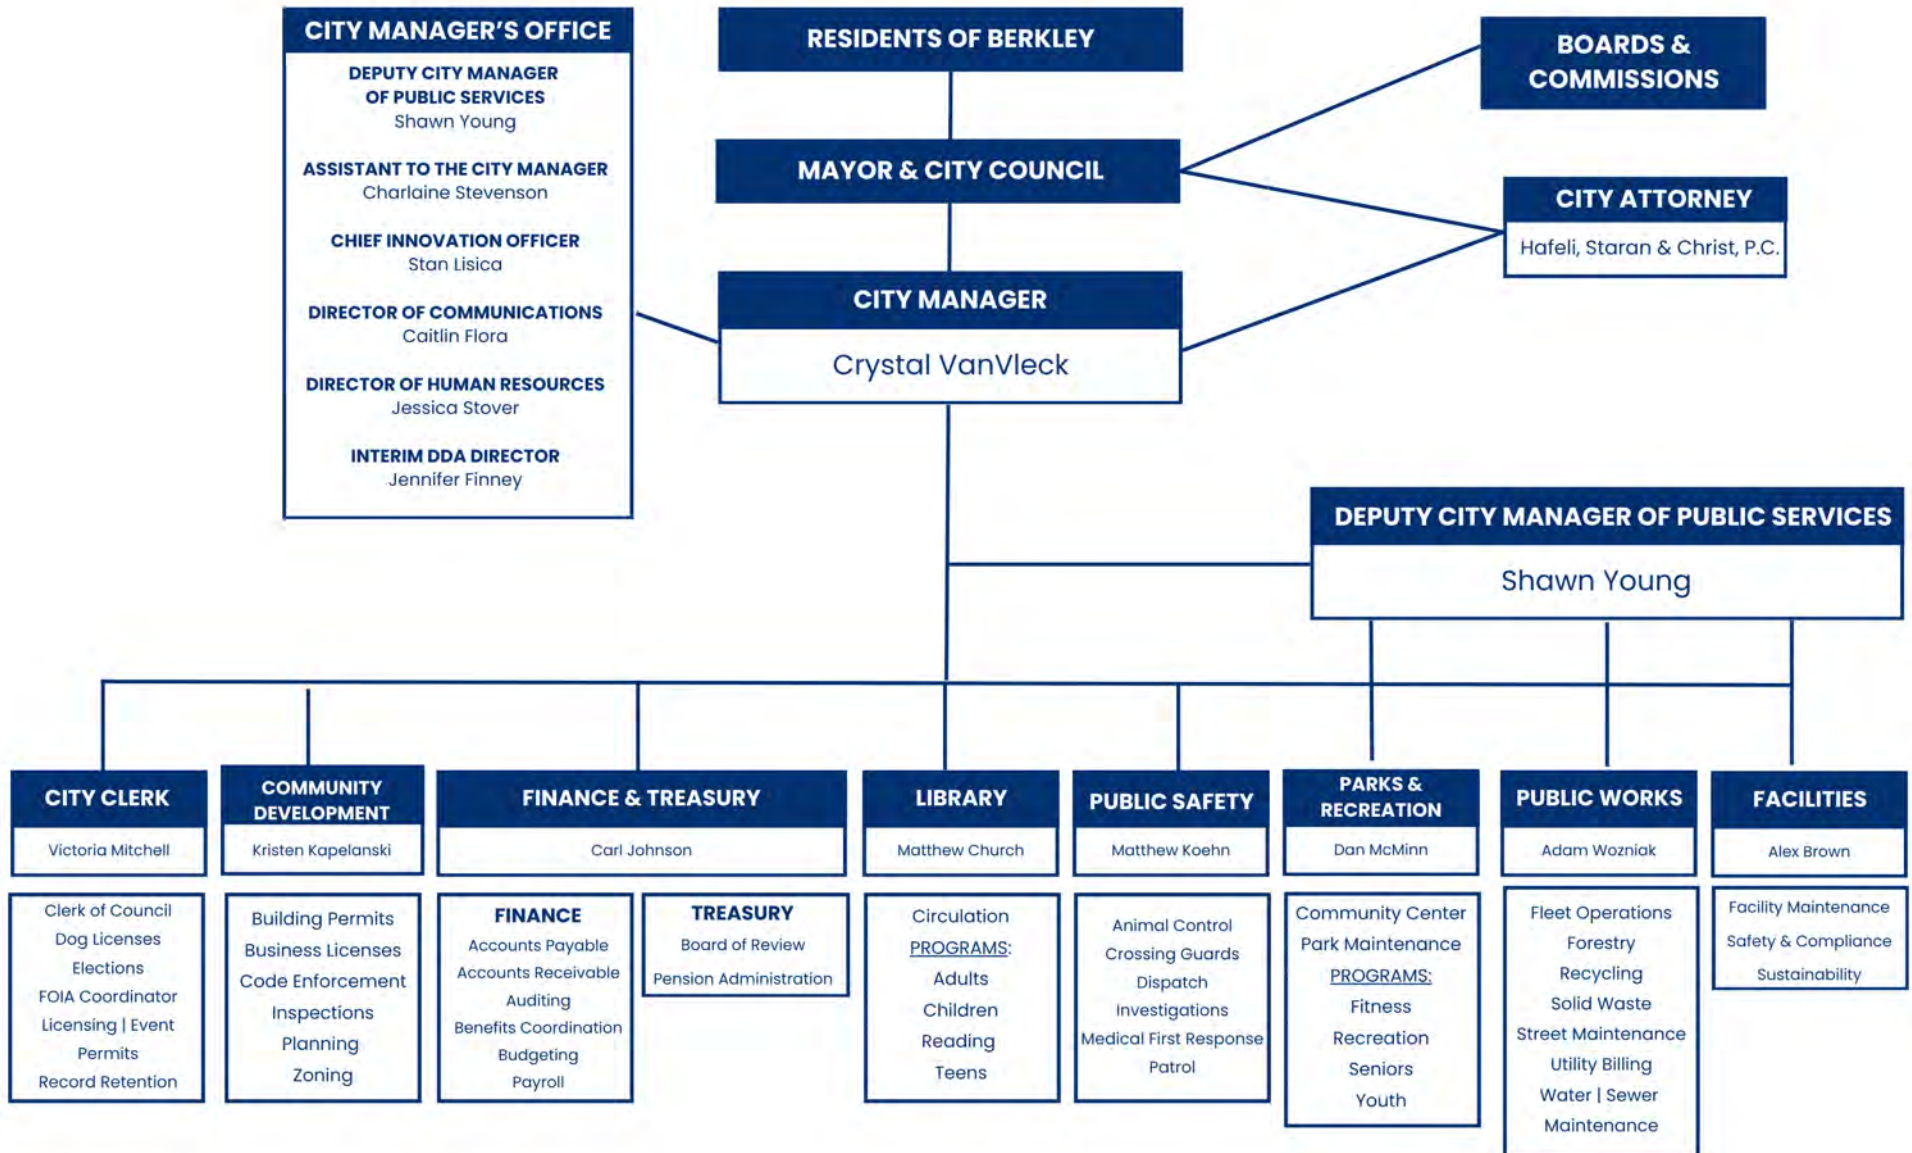 CITY MANAGER'S OFFICE
DEPUTY CITY MANAGER
OF PUBLIC SERVICES
Shawn Young
ASSISTANT TO THE CITY MANAGER
Charlaine Stevenson
CHIEF INNOVATION OFFICER
Stan Lisica
DIRECTOR OF COMMUNICATIONS
Caitlin Flora
DIRECTOR OF HUMAN RESOURCES
Jessica Stover
INTERIM DDA DIRECTOR
Jennifer Finney
RESIDENTS OF BERKLEY
MAYOR & CITY COUNCIL
CITY MANAGER
Crystal VanVleck
BOARDS &
COMMISSIONS
CITY ATTORNEY
Hafeli, Staran & Christ, P.C.
DEPUTY CITY MANAGER OF PUBLIC SERVICES
Shawn Young
CITY CLERK
Victoria Mitchell
Clerk of Council
Dog Licenses
Elections
FOIA Coordinator
Licensing | Event
Permits
Record Retention
COMMUNITY
DEVELOPMENT
Kristen Kapelanski
Building Permits
Business Licenses
Code Enforcement
Inspections
Planning
Zoning
FINANCE & TREASURY
Carl Johnson
FINANCE
Accounts Payable
Accounts Receivable
Auditing
Benefits Coordination
Budgeting
Payroll
TREASURY
Board of Review
Pension Administration
LIBRARY
Matthew Church
Circulation
PROGRAMS:
Adults
Children
Reading
Teens
PUBLIC SAFETY
Matthew Koehn
Animal Control
Crossing Guards
Dispatch
Investigations
Medical First Response
Patrol
PARKS &
RECREATION
Dan McMinn
Community Center
Park Maintenance
PROGRAMS:
Fitness
Recreation
Seniors
Youth
PUBLIC WORKS
Adam Wozniak
Fleet Operations
Forestry
Recycling
Solid Waste
Street Maintenance
Utility Billing
Water | Sewer
Maintenance
FACILITIES
Alex Brown
Facility Maintenance
Safety & Compliance
Sustainability